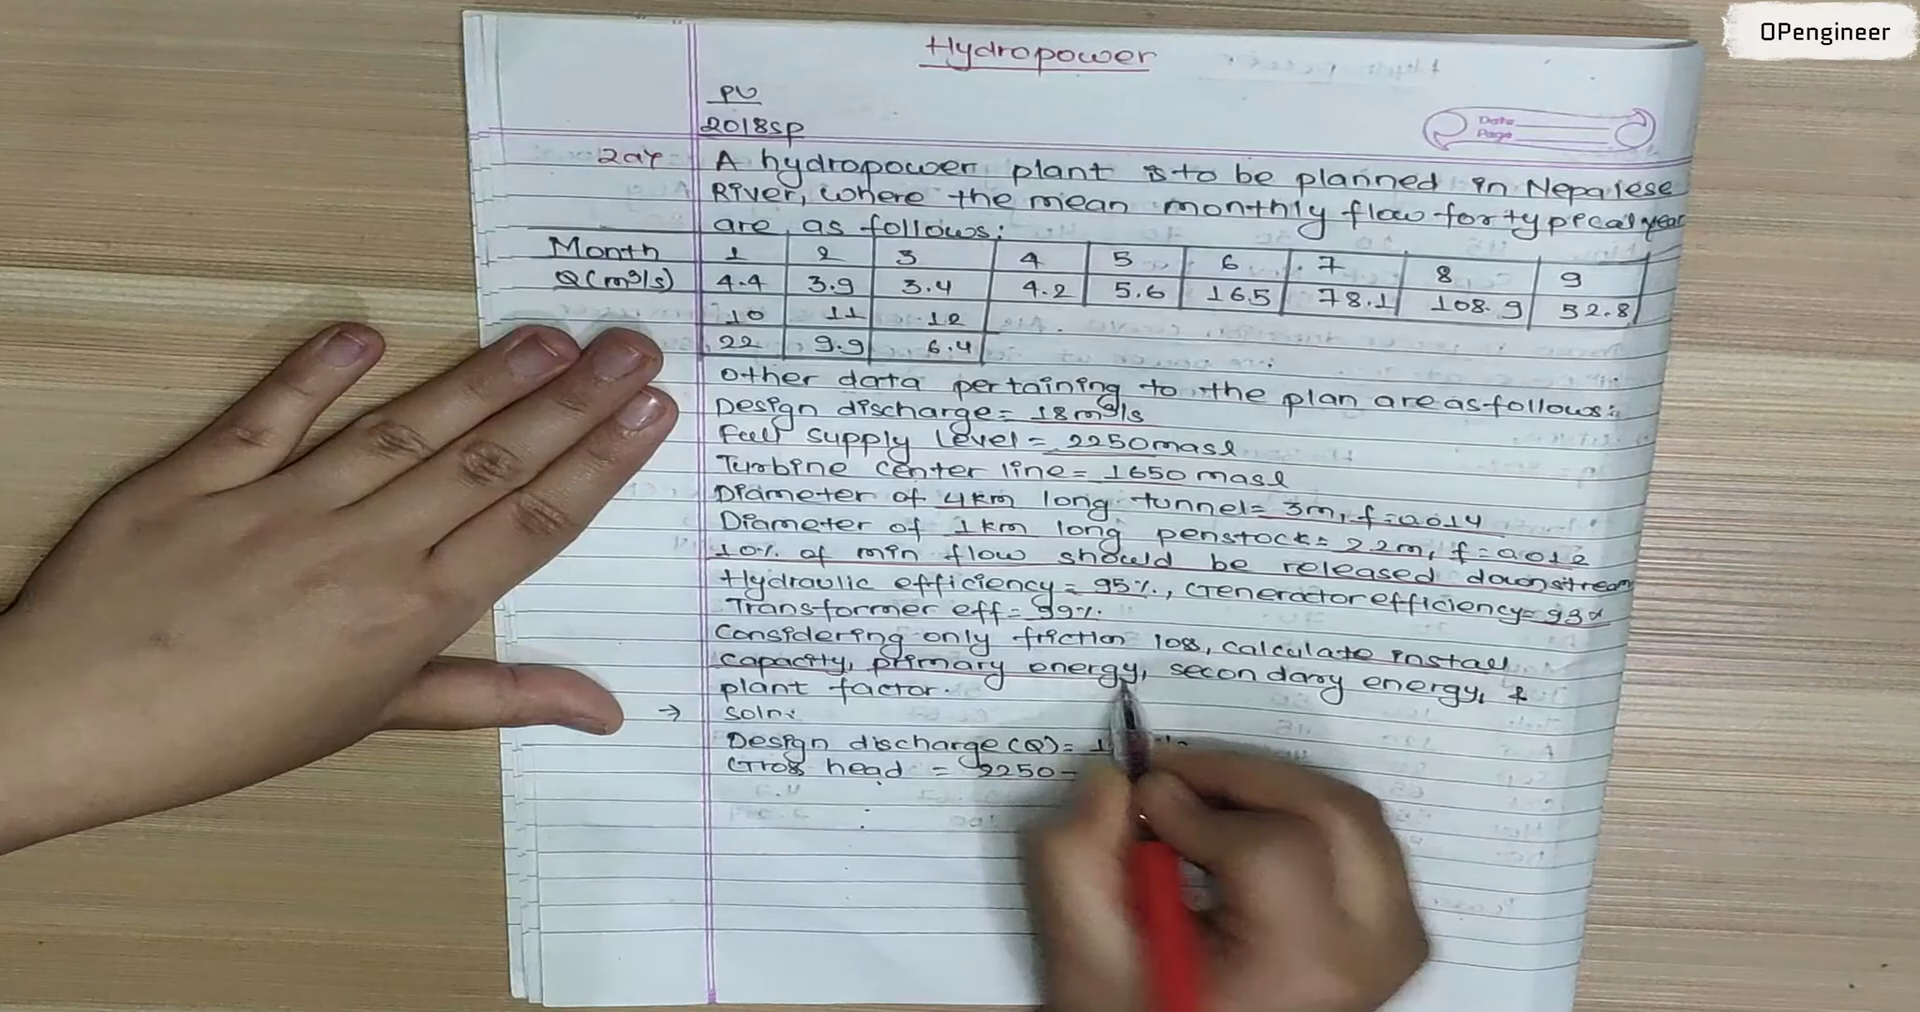 OPengineer
Hydropower
PU
2018sp
Date
Page
2a)
A hydropower plant is to be planned in Nepalese
River, where the mean monthly flow for typical year
are as follows:
Month 1 2 3 4 5 6 7 8 9
Q(m³/s) 4.4 3.9 3.4 4.2 5.6 16.5 78.1 108.9 52.8
10 11 12
22 9.9 6.4
Other data pertaining to the plan are as follows:
Design discharge = 18m³/s
Full supply level = 2250masl
Turbine center line = 1650 masl
Diameter of 4km long tunnel = 3m, f=0.014
Diameter of 1km long penstock = 2.2m, f=0.012
10% of min flow should be released downstream
Hydraulic efficiency = 95%, Generator efficiency = 93%
Transformer eff = 99%.
Considering only friction loss, calculate install
capacity, primary energy, secondary energy, &
plant factor.
→ Soln:
Design discharge (Q) =
Gross head = 2250-